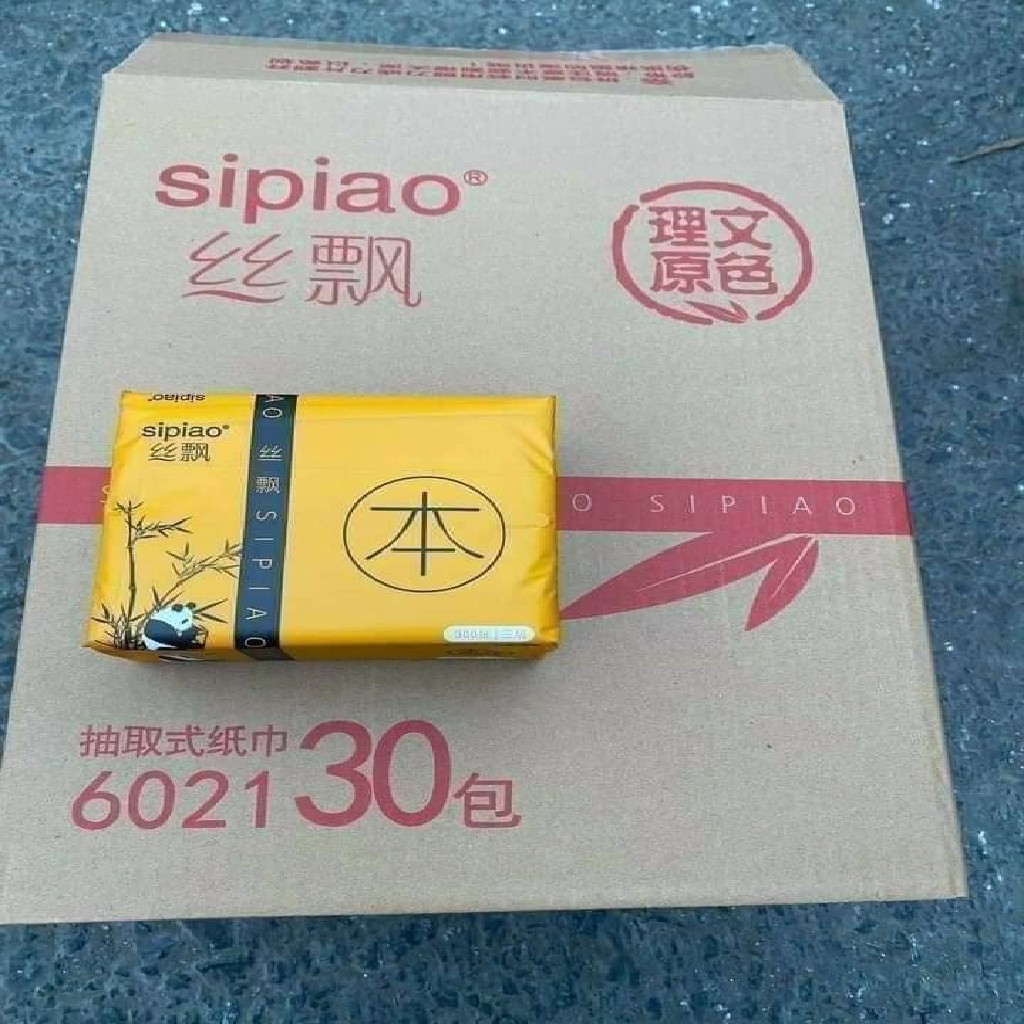 sipiao®
丝飘
理文
原色
sipiao
sipiao®
丝飘
AO 丝飘 SIPIAO
本
O SIPIAO
抽取式纸巾
6021 30包